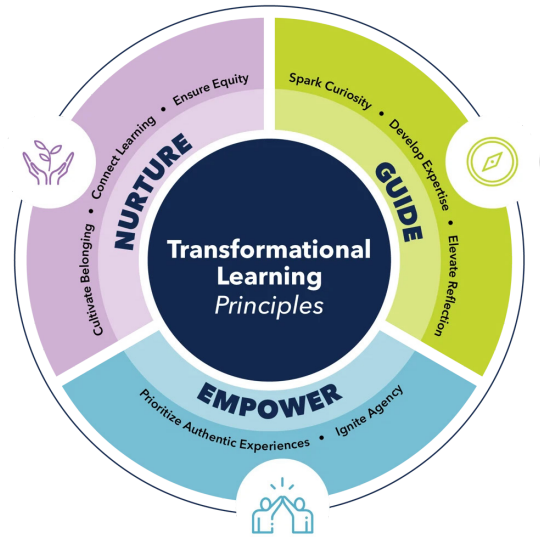 Transformational
Learning
Principles
NURTURE
Cultivate Belonging • Connect Learning • Ensure Equity
GUIDE
Spark Curiosity • Develop Expertise • Elevate Reflection
EMPOWER
Prioritize Authentic Experiences • Ignite Agency